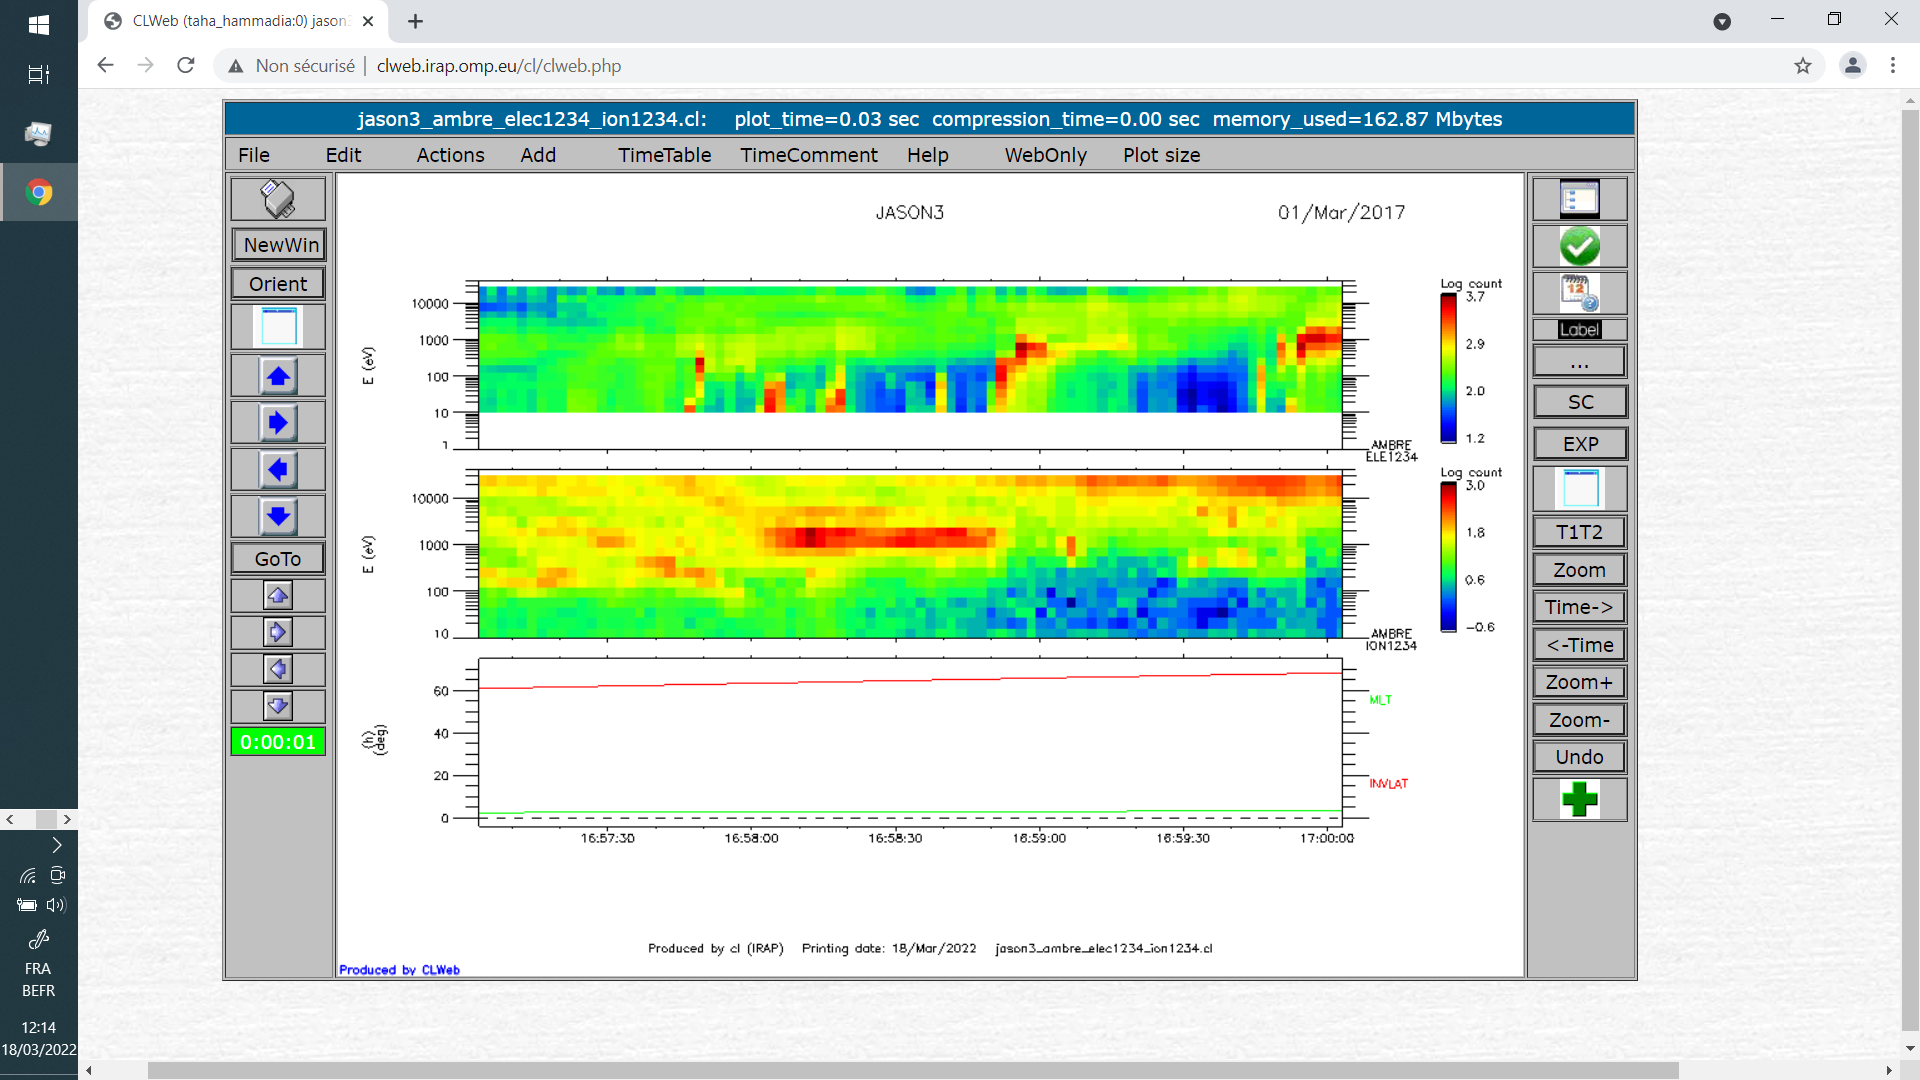 CLWeb (taha_hammadia:0) jason
Non sécurisé | clweb.irap.omp.eu/cl/clweb.php
jason3_ambre_elec1234_ion1234.cl: plot_time=0.03 sec compression_time=0.00 sec memory_used=162.87 Mbytes
File Edit Actions Add TimeTable TimeComment Help WebOnly Plot size
NewWin
Orient
GoTo
0:00:01
JASON3
01/Mar/2017
E (eV)
10000
1000
100
10
1
Log count
3.7
2.9
2.0
1.2
AMBRE
ELE1234
E (eV)
10000
1000
100
10
Log count
3.0
1.8
0.6
−0.6
AMBRE
ION1234
(h)
(deg)
60
40
20
0
MLT
INVLAT
16:57:30 16:58:00 16:58:30 16:59:00 16:59:30 17:00:00
Produced by cl (IRAP) Printing date: 18/Mar/2022 jason3_ambre_elec1234_ion1234.cl
Produced by CLWeb
12
Label
...
SC
EXP
T1T2
Zoom
Time->
<-Time
Zoom+
Zoom-
Undo
FRA
BEFR
12:14
18/03/2022